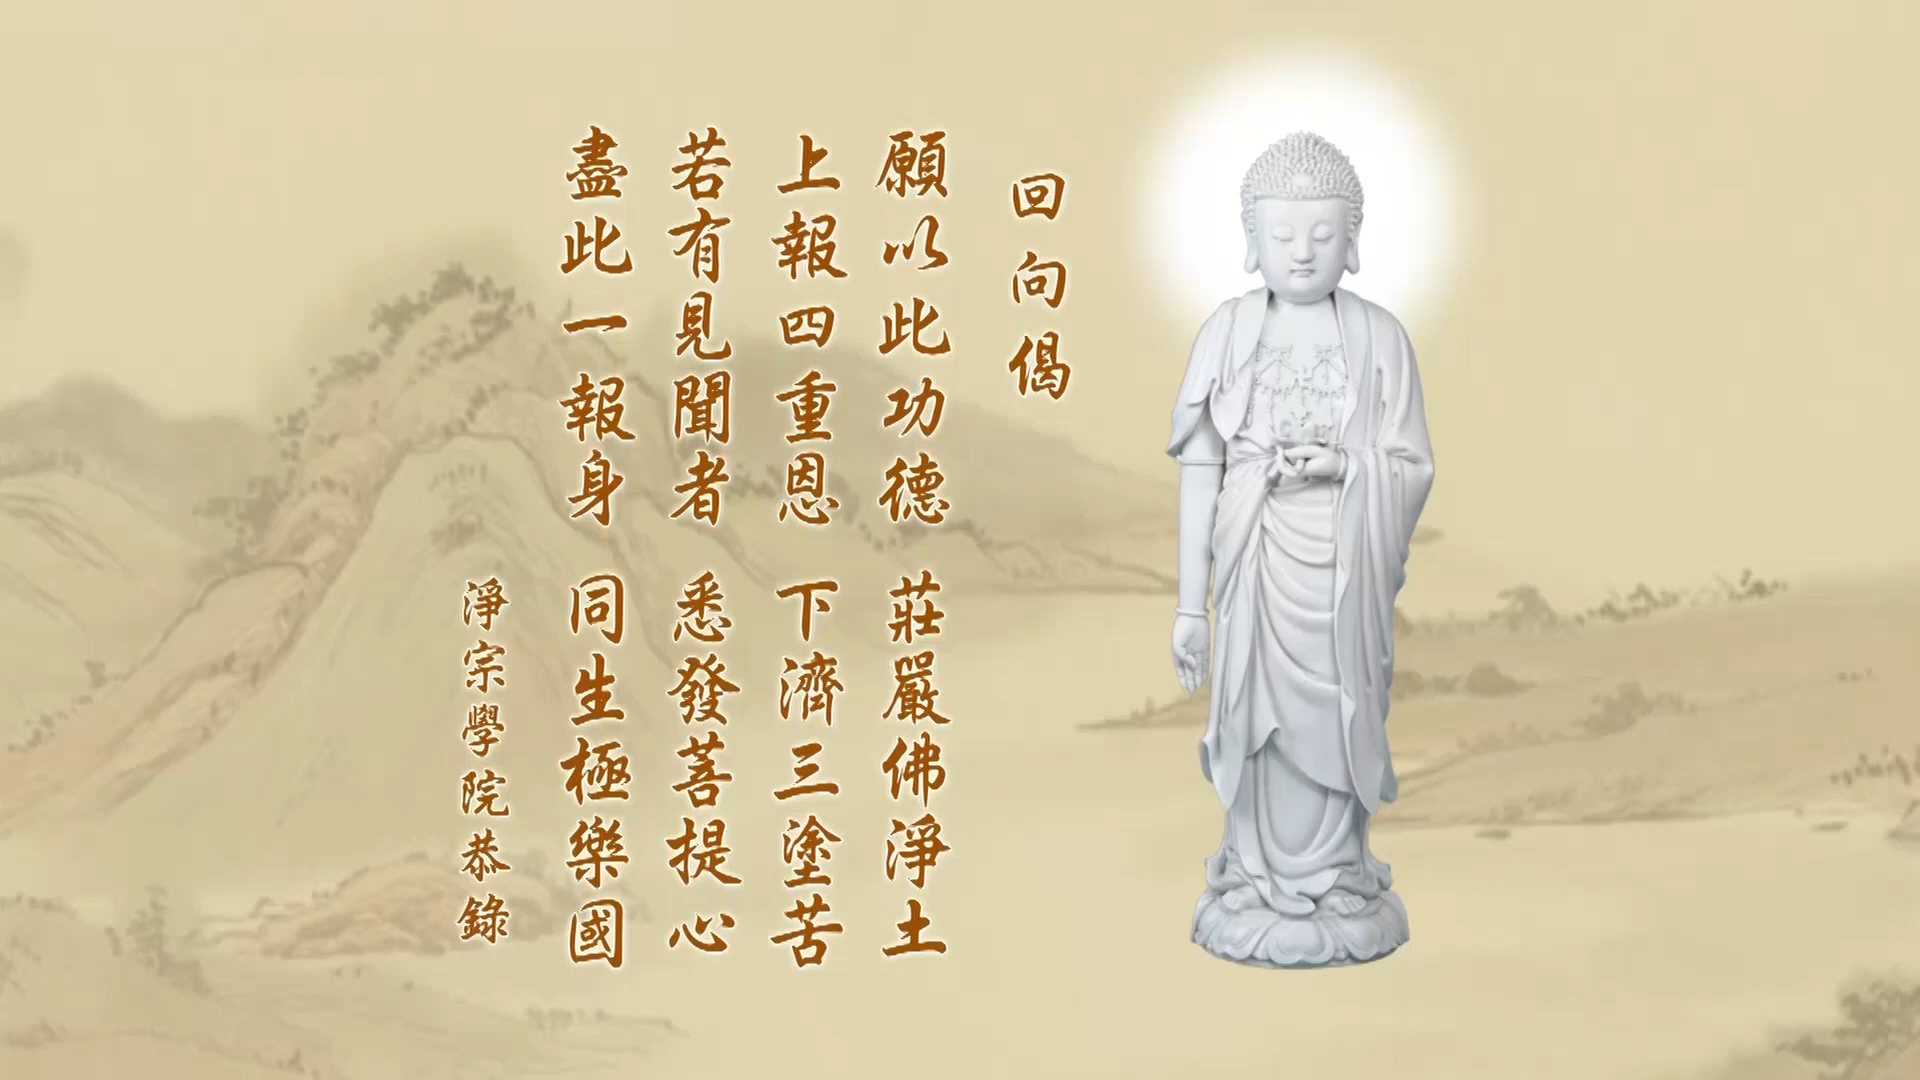 回向偈
願以此功德 莊嚴佛淨土
上報四重恩 下濟三塗苦
若有見聞者 悉發菩提心
盡此一報身 同生極樂國
淨宗學院恭錄